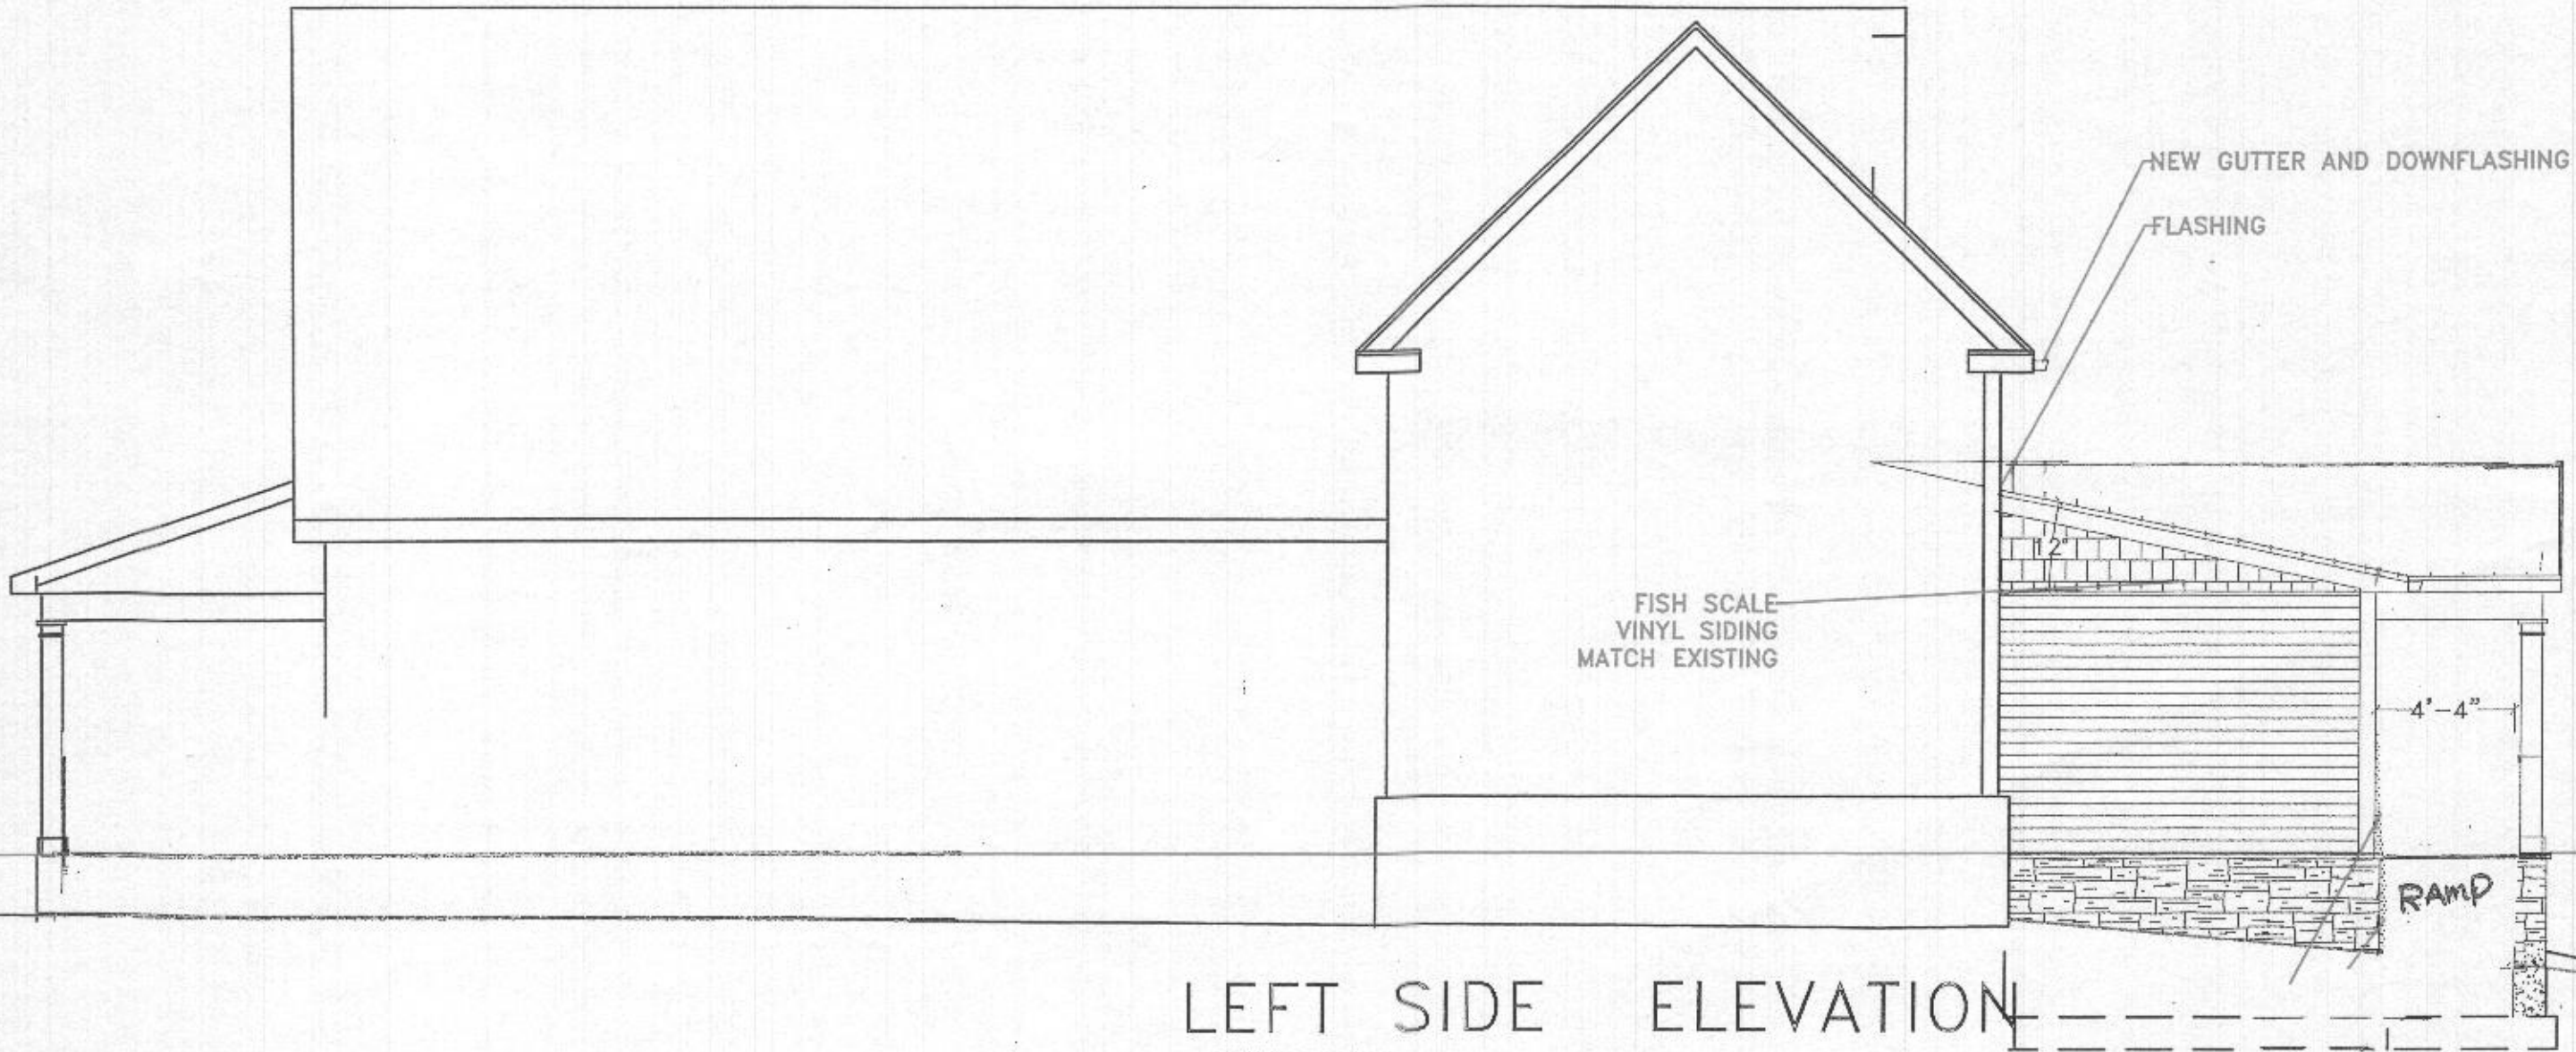 NEW GUTTER AND DOWNFLASHING
FLASHING
12"
FISH SCALE
VINYL SIDING
MATCH EXISTING
4'-4"
RAMP
LEFT SIDE ELEVATION